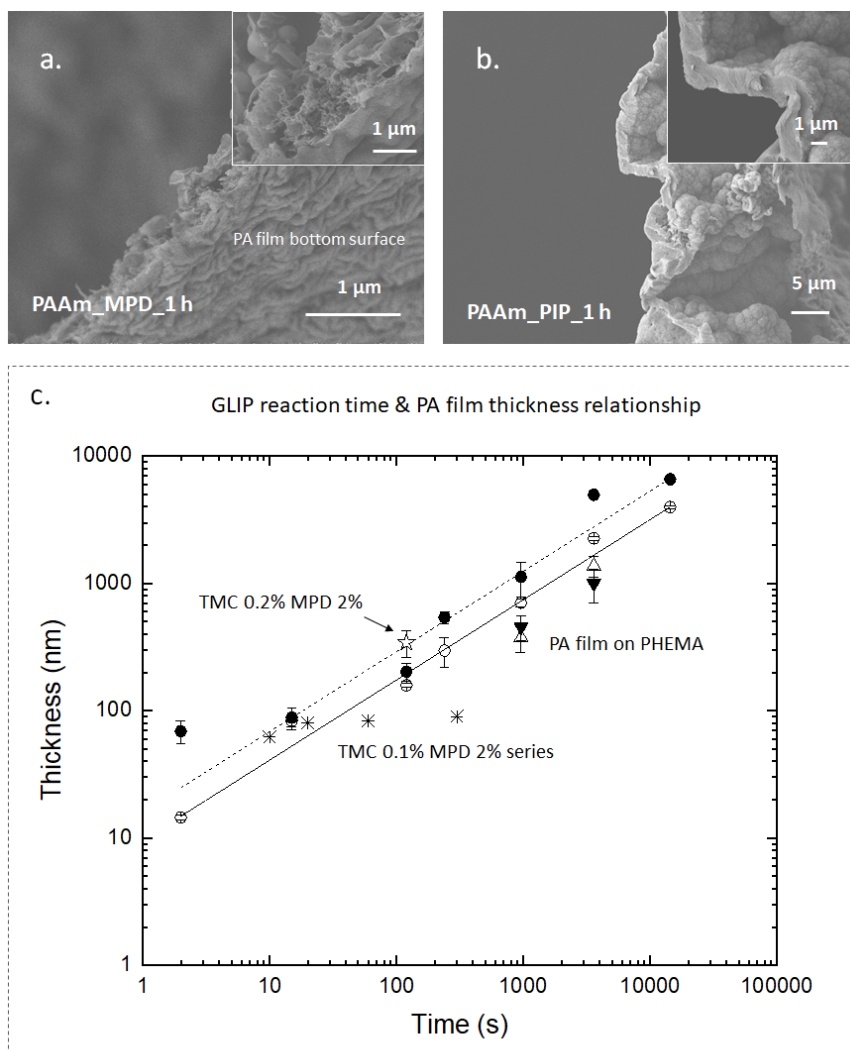 a.
1 µm
PA film bottom surface
PAAm_MPD_1 h
1 µm
b.
1 µm
5 µm
PAAm_PIP_1 h
c.
GLIP reaction time & PA film thickness relationship
10000
1000
100
10
1
Thickness (nm)
TMC 0.2% MPD 2%
PA film on PHEMA
TMC 0.1% MPD 2% series
1 10 100 1000 10000 100000
Time (s)